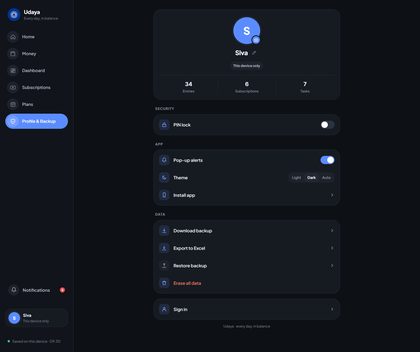 Udaya
Every day, in balance.
Home
Money
Dashboard
Subscriptions
Plans
Profile & Backup
Notifications
S
Siva
This device only
Saved on this device · 09:30
S
Siva
This device only
34
Entries
6
Subscriptions
7
Tasks
SECURITY
PIN lock
APP
Pop-up alerts
Theme
Light Dark Auto
Install app
DATA
Download backup
Export to Excel
Restore backup
Erase all data
Sign in
Udaya · every day, in balance